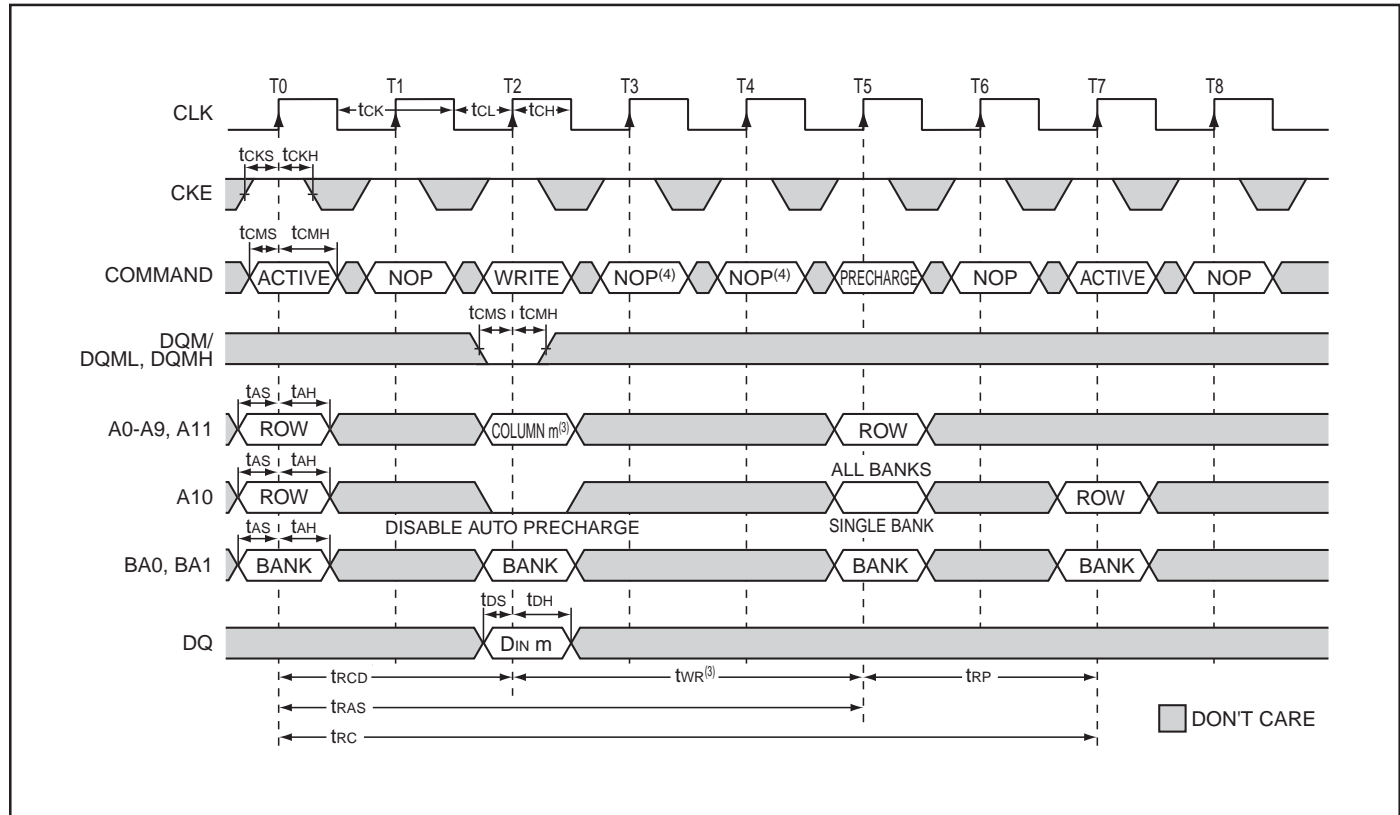 T0 T1 T2 T3 T4 T5 T6 T7 T8
CLK
tCK tCL tCH
tCKS tCKH
CKE
tCMS tCMH
COMMAND ACTIVE NOP WRITE NOP(4) NOP(4) PRECHARGE NOP ACTIVE NOP
tCMS tCMH
DQM/
DQML, DQMH
tAS tAH
A0-A9, A11 ROW COLUMN m(3) ROW
tAS tAH ALL BANKS
A10 ROW ROW
DISABLE AUTO PRECHARGE SINGLE BANK
tAS tAH
BA0, BA1 BANK BANK BANK BANK
tDS tDH
DQ DIN m
tRCD tWR(3) tRP
tRAS
DON'T CARE
tRC